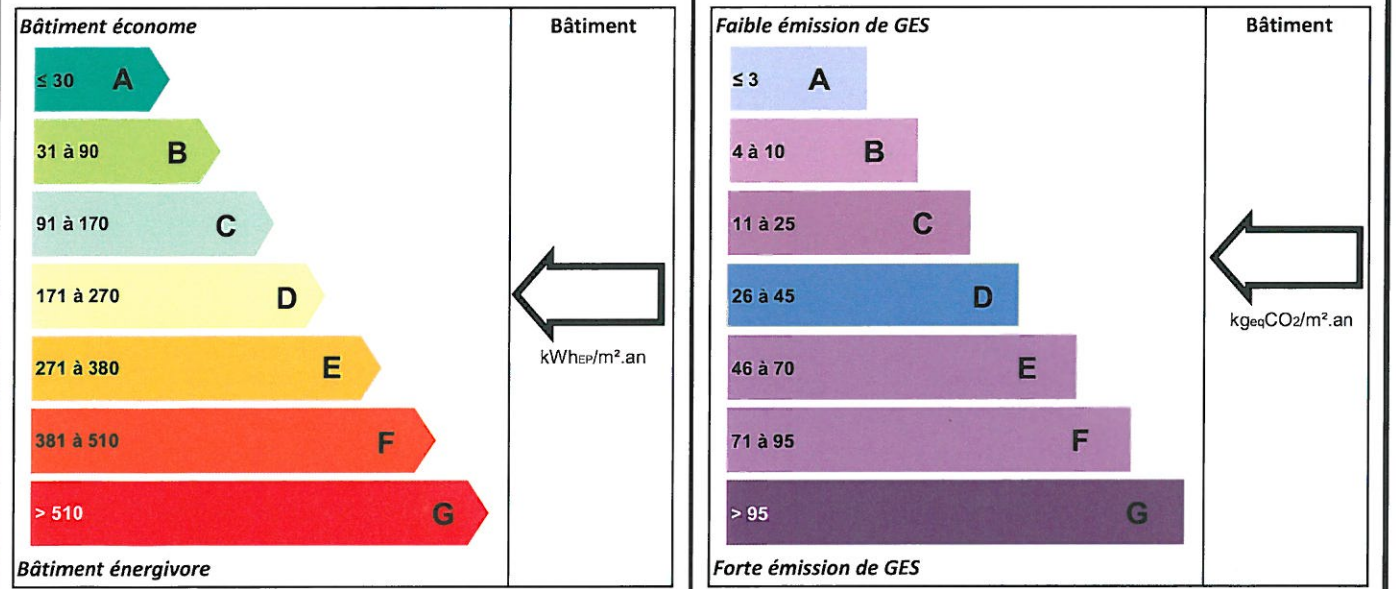 Bâtiment économe
Bâtiment
≤ 30 A
31 à 90 B
91 à 170 C
171 à 270 D
271 à 380 E
381 à 510 F
> 510 G
kWhEP/m².an
Bâtiment énergivore
Faible émission de GES
Bâtiment
≤ 3 A
4 à 10 B
11 à 25 C
26 à 45 D
46 à 70 E
71 à 95 F
> 95 G
kgeqCO2/m².an
Forte émission de GES